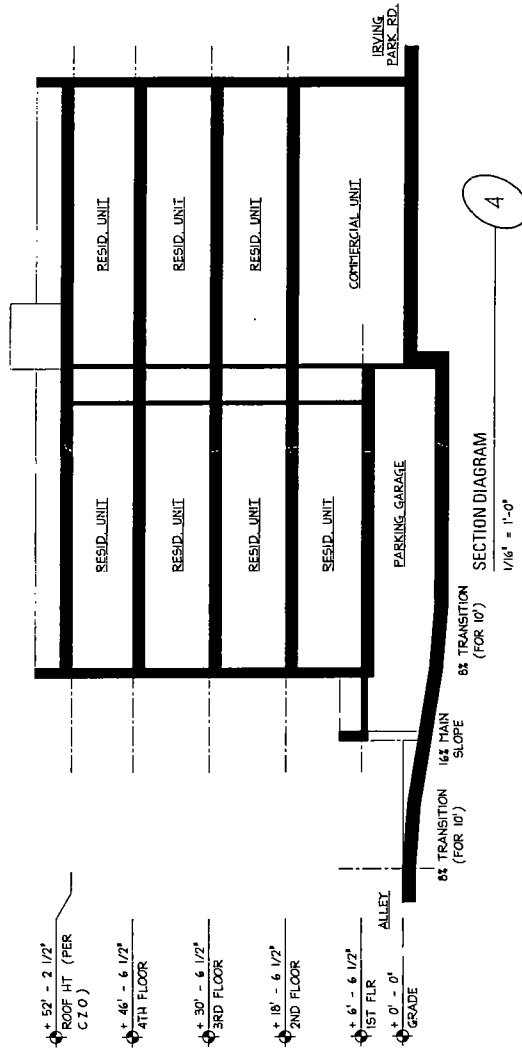 + 52' - 2 1/2"
ROOF HT (PER
CZO)
+ 46' - 6 1/2"
4TH FLOOR
+ 30' - 6 1/2"
3RD FLOOR
+ 18' - 6 1/2"
2ND FLOOR
+ 6' - 6 1/2"
1ST FLR
+ 0' - 0"
GRADE
RESID. UNIT
RESID. UNIT
RESID. UNIT
RESID. UNIT
RESID. UNIT
RESID. UNIT
RESID. UNIT
COMMERCIAL UNIT
PARKING GARAGE
ALLEY
IRVING
PARK RD.
8% TRANSITION
(FOR 10')
16% MAIN
SLOPE
8% TRANSITION
(FOR 10')
SECTION DIAGRAM
1/16" = 1'-0"
4